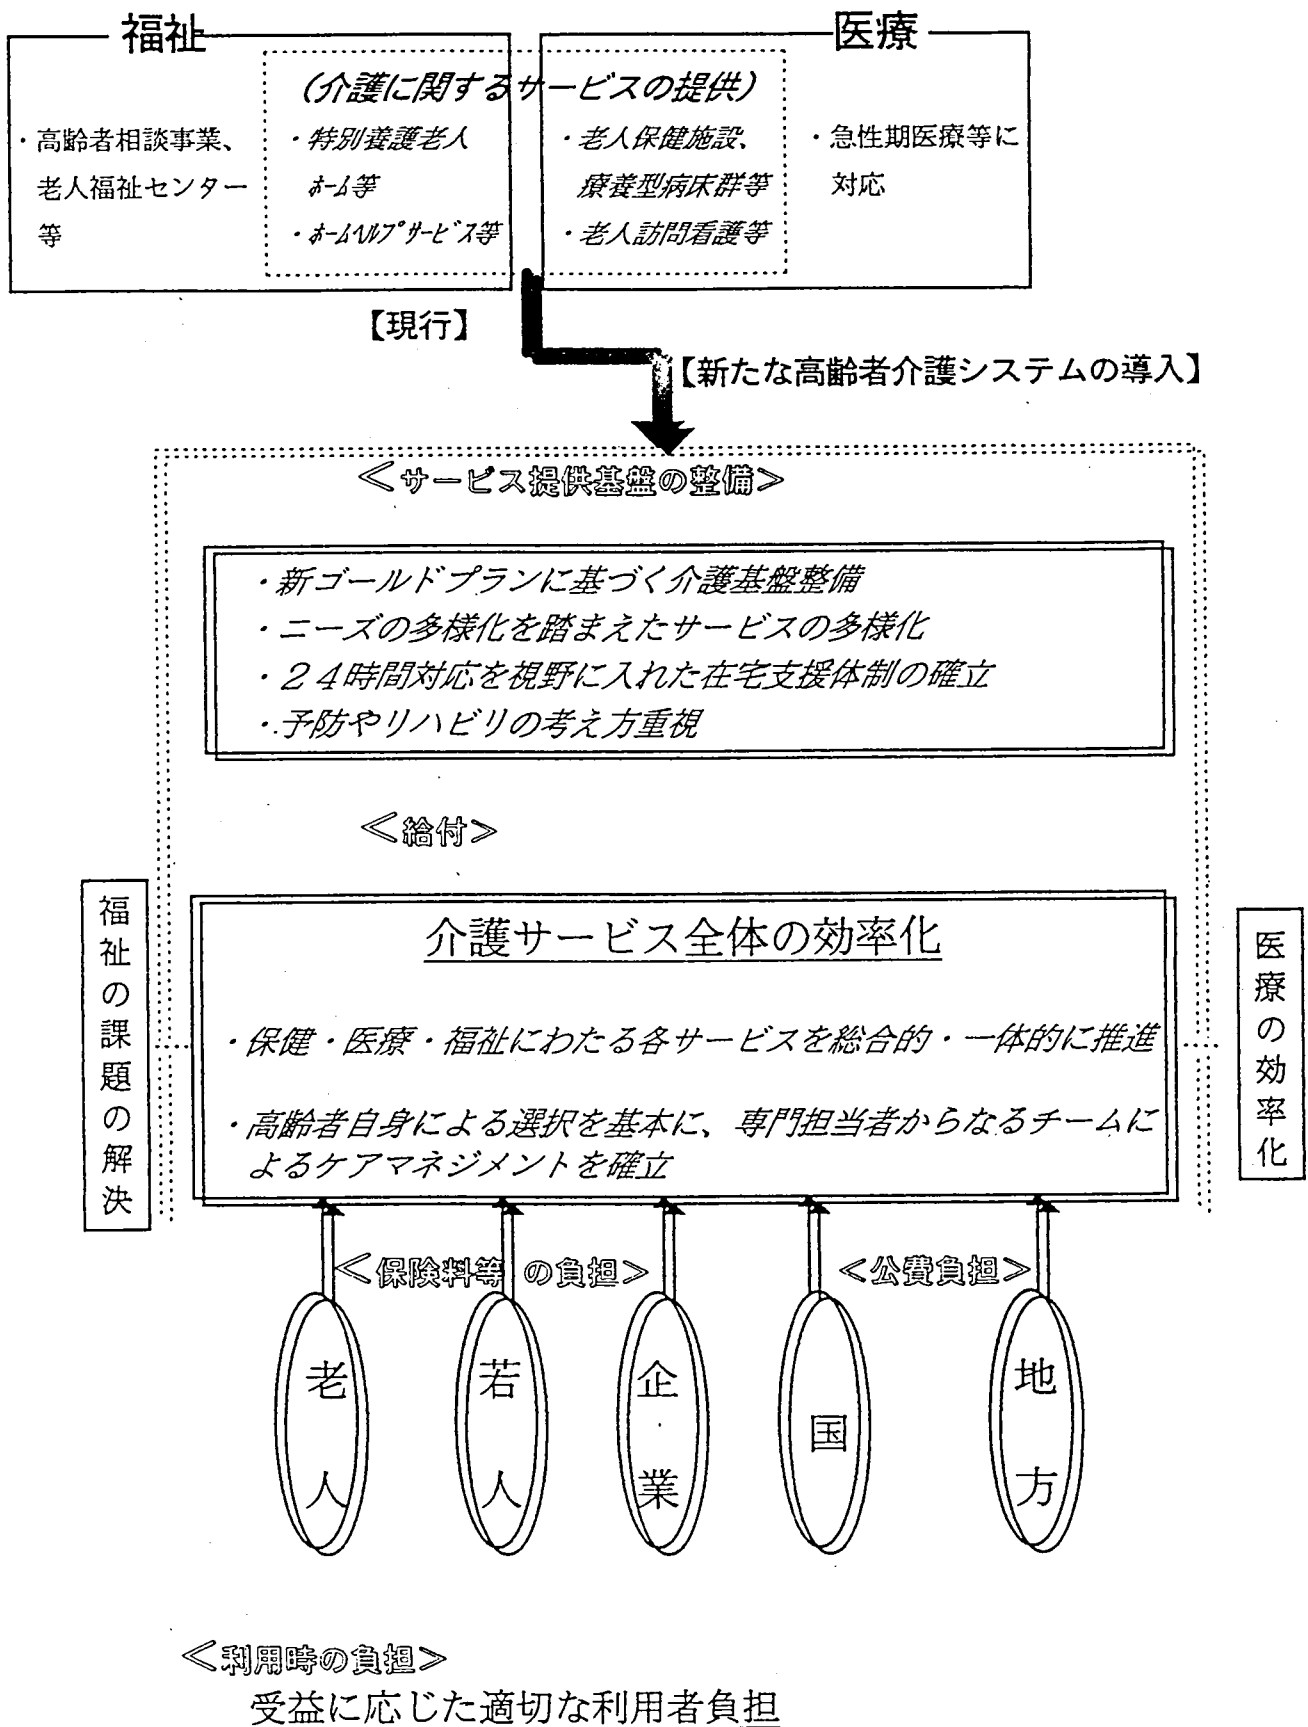 福祉
医療
(介護に関するサービスの提供)
・高齢者相談事業、
老人福祉センター
等
・特別養護老人
ホーム等
・ホームヘルプサービス等
・老人保健施設、
療養型病床群等
・老人訪問看護等
・急性期医療等に
対応
【現行】
【新たな高齢者介護システムの導入】
<サービス提供基盤の整備>
・新ゴールドプランに基づく介護基盤整備
・ニーズの多様化を踏まえたサービスの多様化
・24時間対応を視野に入れた在宅支援体制の確立
・予防やリハビリの考え方重視
<給付>
福祉の課題の解決
介護サービス全体の効率化
・保健・医療・福祉にわたる各サービスを総合的・一体的に推進
・高齢者自身による選択を基本に、専門担当者からなるチームに
よるケアマネジメントを確立
医療の効率化
<保険料等の負担>
<公費負担>
老人
若人
企業
国
地方
<利用時の負担>
受益に応じた適切な利用者負担